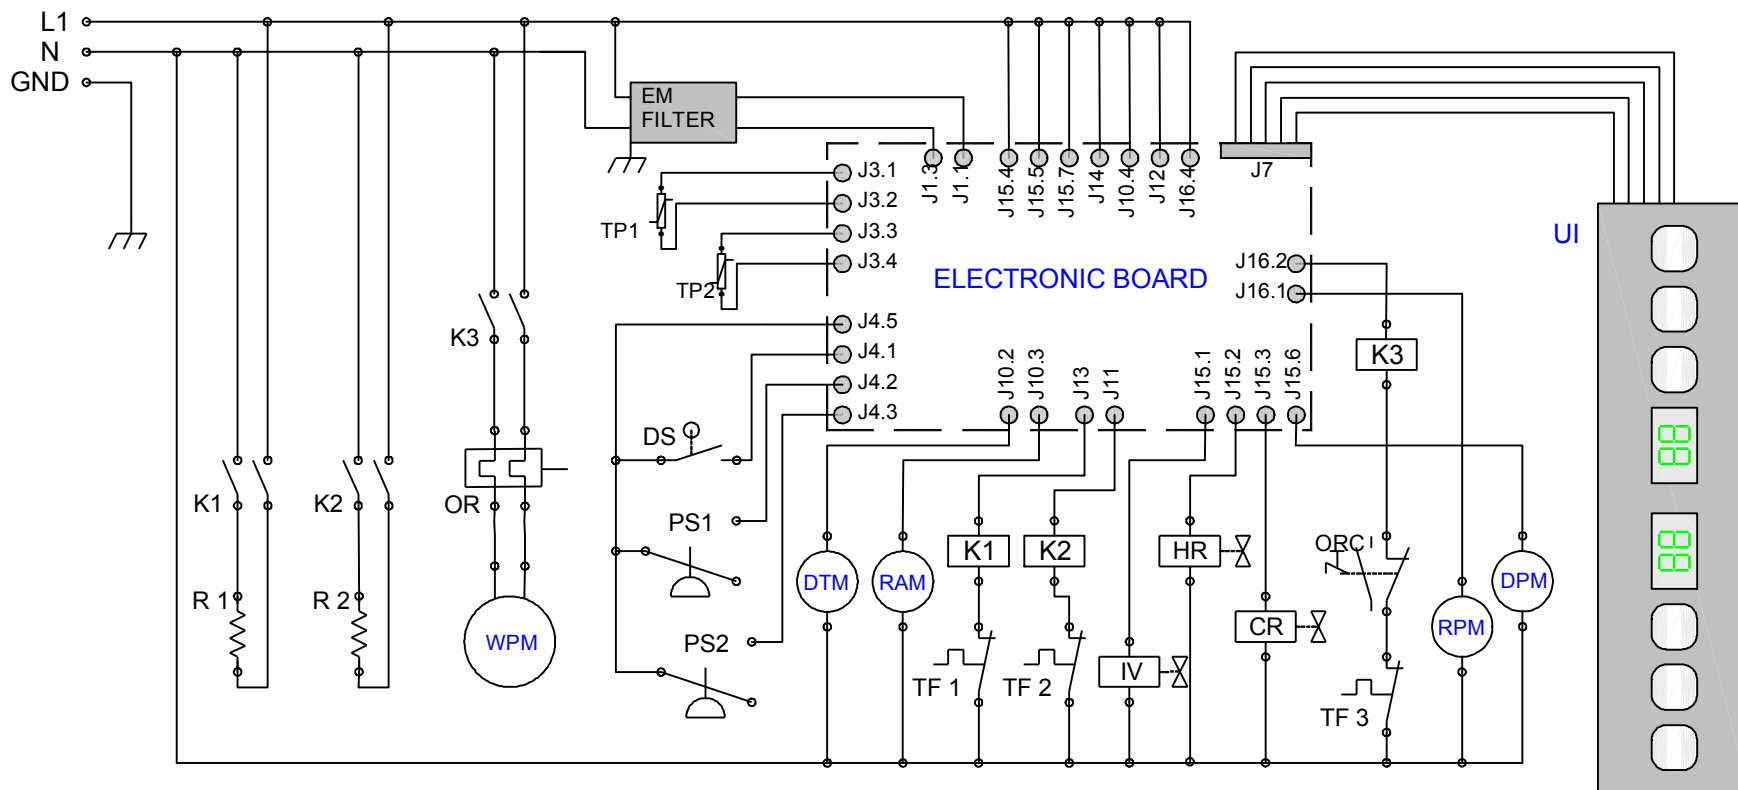 L1
N
GND
EM
FILTER
J3.1
J3.2
J3.3
J3.4
J4.5
J4.1
J4.2
J4.3
J1.3
J1.1
J15.4
J15.5
J15.7
J14
J10.4
J12
J16.4
J7
UI
TP1
TP2
ELECTRONIC BOARD
J16.2
J16.1
K3
K3
J10.2
J10.3
J13
J11
J15.1
J15.2
J15.3
J15.6
DS
K1
K2
OR
PS1
K1
K2
HR
ORC
88
88
DTM
RAM
DPM
R 1
R 2
WPM
PS2
CR
RPM
TF 1
TF 2
IV
TF 3